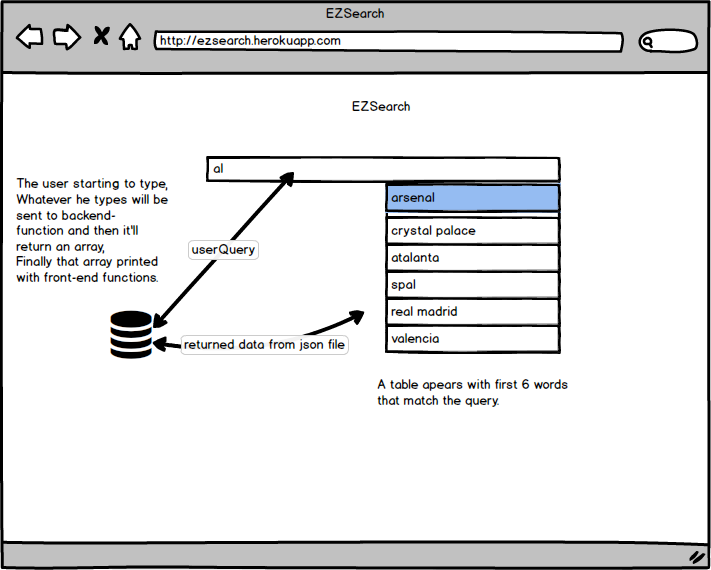 EZSearch
http://ezsearch.herokuapp.com
EZSearch
al
The user starting to type,
Whatever he types will be
sent to backend-
function and then it'll
return an array,
Finally that array printed
with front-end functions.
userQuery
returned data from json file
arsenal
crystal palace
atalanta
spal
real madrid
valencia
A table apears with first 6 words
that match the query.